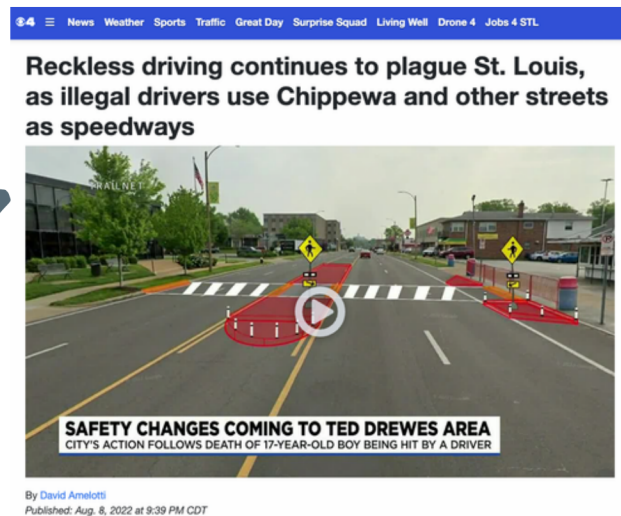 4 News Weather Sports Traffic Great Day Surprise Squad Living Well Drone 4 Jobs 4 STL
Reckless driving continues to plague St. Louis,
as illegal drivers use Chippewa and other streets
as speedways
TRAILNET
SAFETY CHANGES COMING TO TED DREWES AREA
CITY'S ACTION FOLLOWS DEATH OF 17-YEAR-OLD BOY BEING HIT BY A DRIVER
By David Amelotti
Published: Aug. 8, 2022 at 9:39 PM CDT